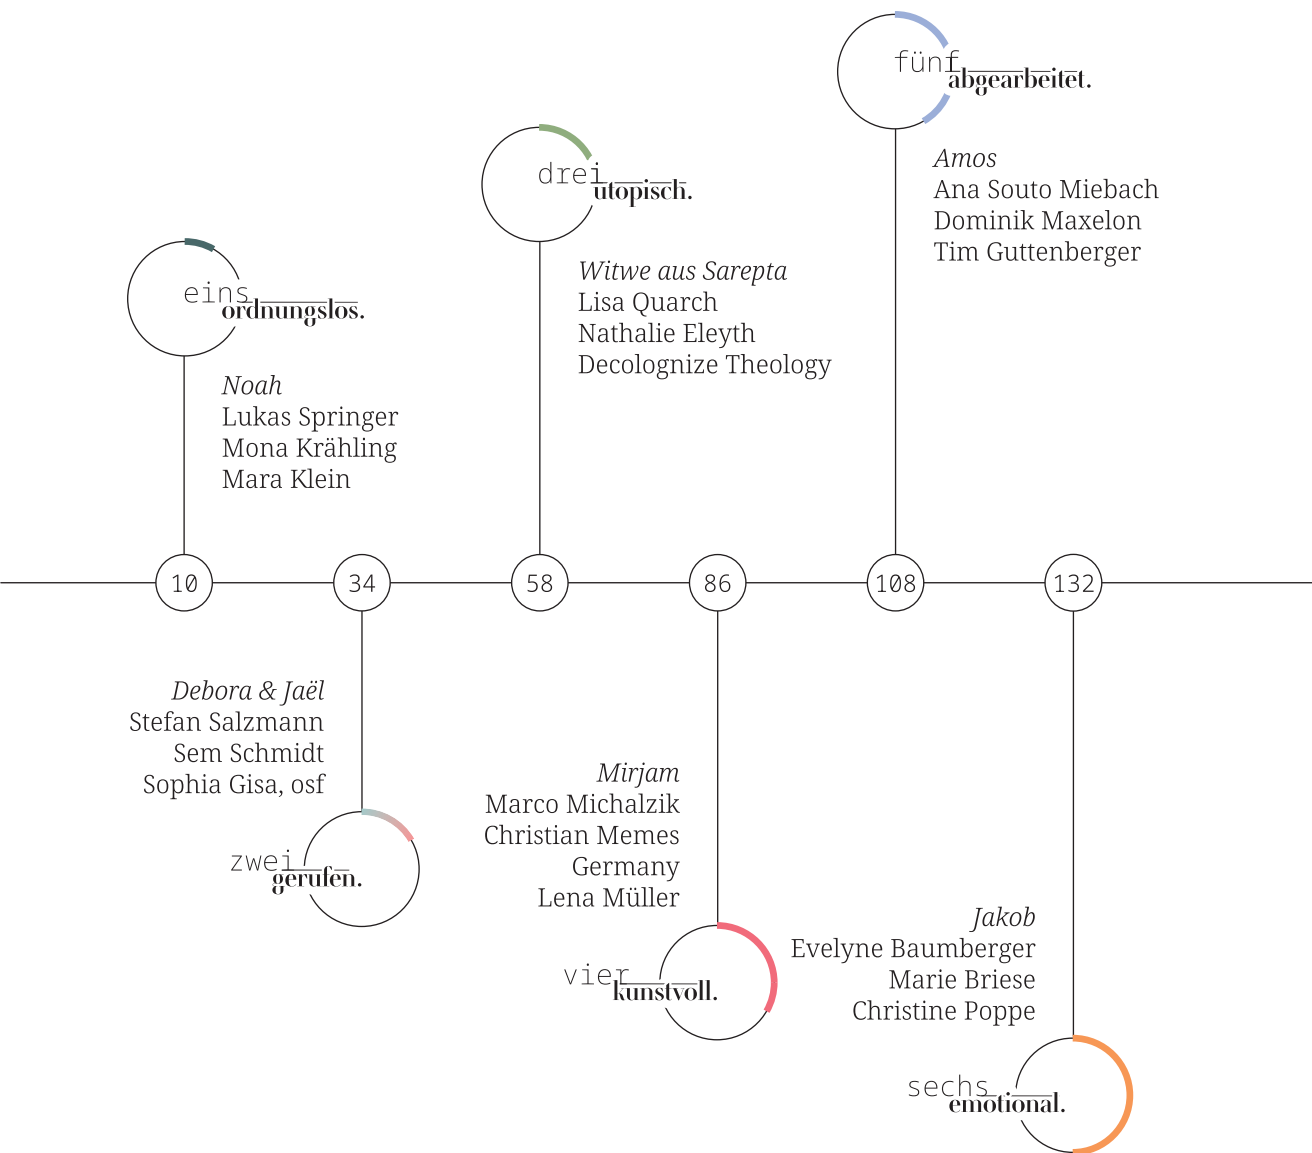 fünf
abgearbeitet.
Amos
Ana Souto Miebach
Dominik Maxelon
Tim Guttenberger
drei
utopisch.
Witwe aus Sarepta
Lisa Quarch
Nathalie Eleyth
Decolognize Theology
eins
ordnungslos.
Noah
Lukas Springer
Mona Krähling
Mara Klein
10
34
58
86
108
132
Debora & Jaël
Stefan Salzmann
Sem Schmidt
Sophia Gisa, osf
zwei
gerufen.
Mirjam
Marco Michalzik
Christian Memes
Germany
Lena Müller
vier
kunstvoll.
Jakob
Evelyne Baumberger
Marie Briese
Christine Poppe
sechs
emotional.